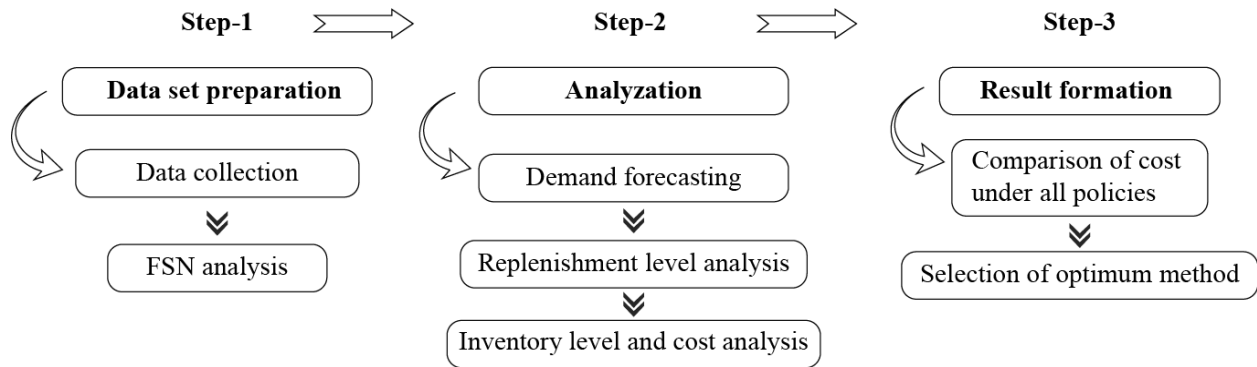 Step-1
Step-2
Step-3
Data set preparation
Data collection
FSN analysis
Analyzation
Demand forecasting
Replenishment level analysis
Inventory level and cost analysis
Result formation
Comparison of cost
under all policies
Selection of optimum method